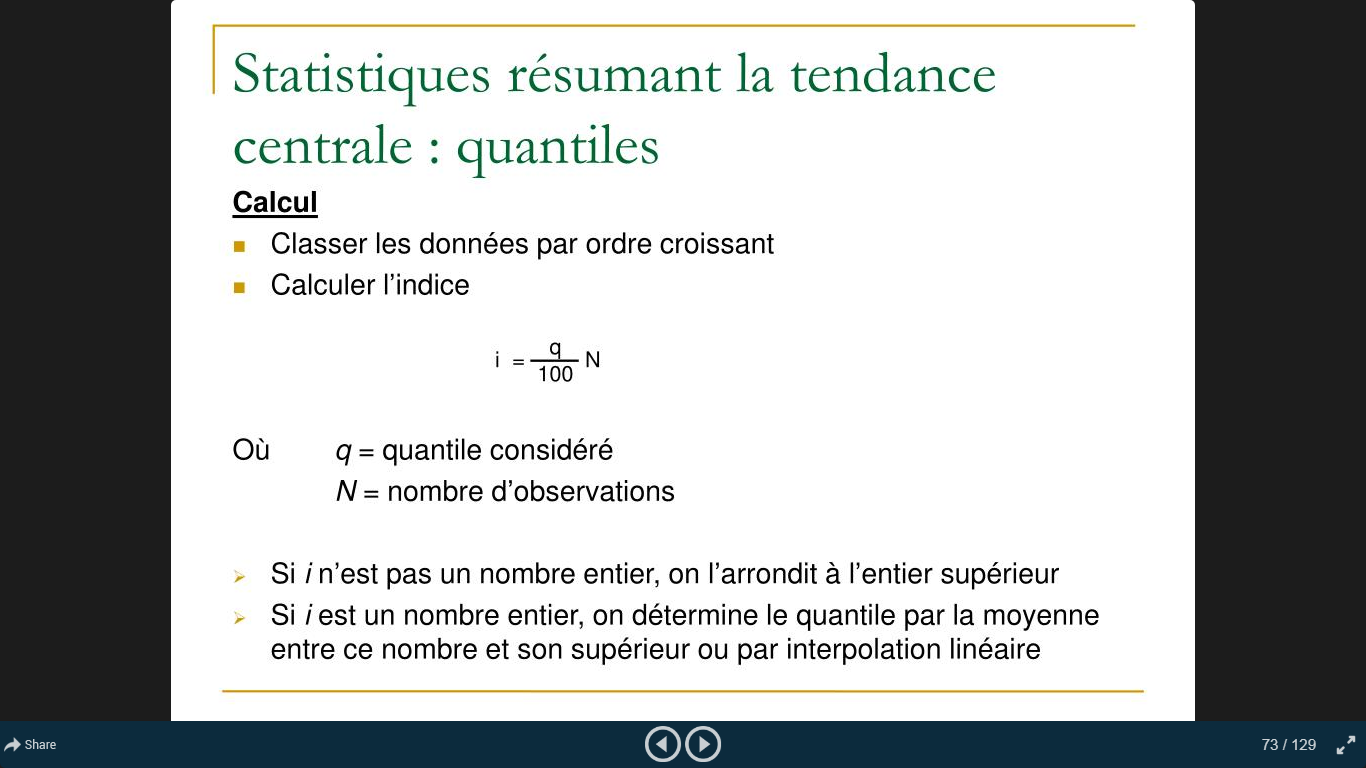 Statistiques résumant la tendance
centrale : quantiles
Calcul
Classer les données par ordre croissant
Calculer l’indice
i = q/100 N
Où q = quantile considéré
N = nombre d’observations
Si i n’est pas un nombre entier, on l’arrondit à l’entier supérieur
Si i est un nombre entier, on détermine le quantile par la moyenne
entre ce nombre et son supérieur ou par interpolation linéaire
Share
73 / 129